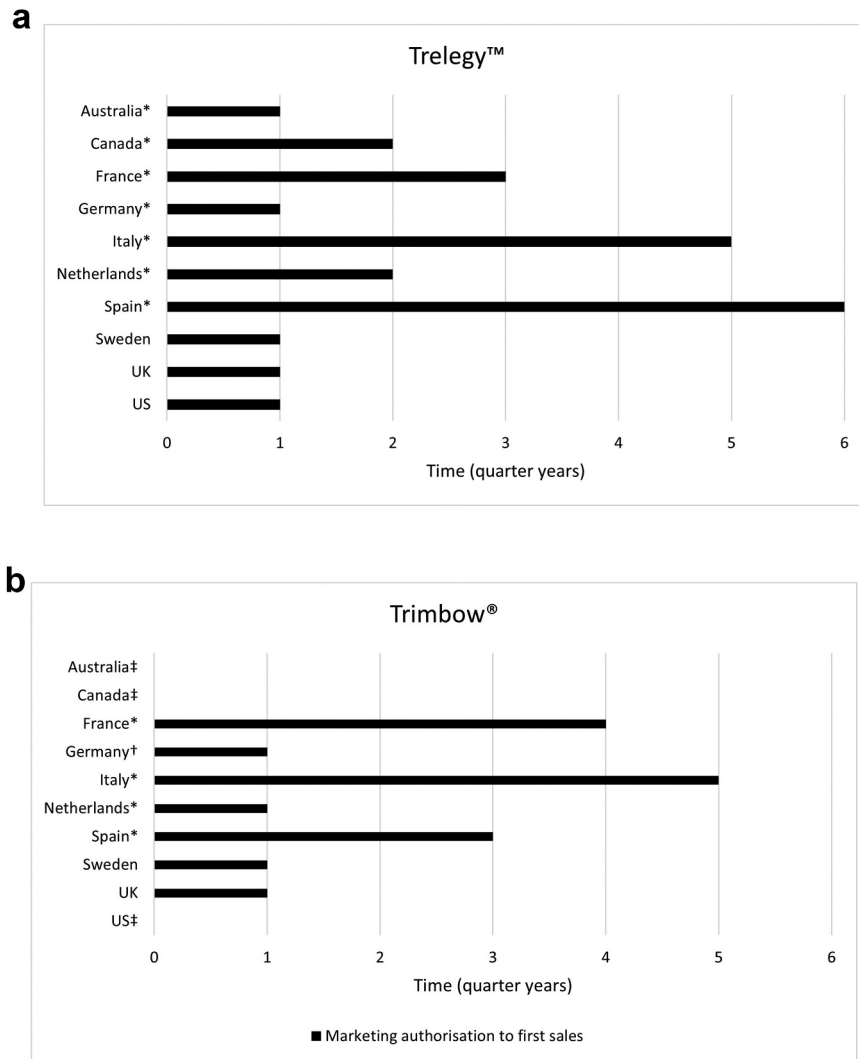 a
Trelegy™
Australia*
Canada*
France*
Germany*
Italy*
Netherlands*
Spain*
Sweden
UK
US
0 1 2 3 4 5 6
Time (quarter years)
b
Trimbow®
Australia‡
Canada‡
France*
Germany†
Italy*
Netherlands*
Spain*
Sweden
UK
US‡
0 1 2 3 4 5 6
Time (quarter years)
Marketing authorisation to first sales